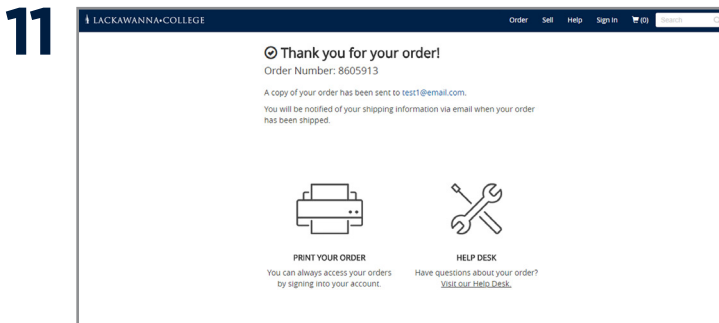 11
LACKAWANNA•COLLEGE
Order Sell Help Sign In (0) Search
Thank you for your order!
Order Number: 8605913
A copy of your order has been sent to test1@email.com.
You will be notified of your shipping information via email when your order
has been shipped.
PRINT YOUR ORDER
You can always access your orders
by signing into your account.
HELP DESK
Have questions about your order?
Visit our Help Desk.